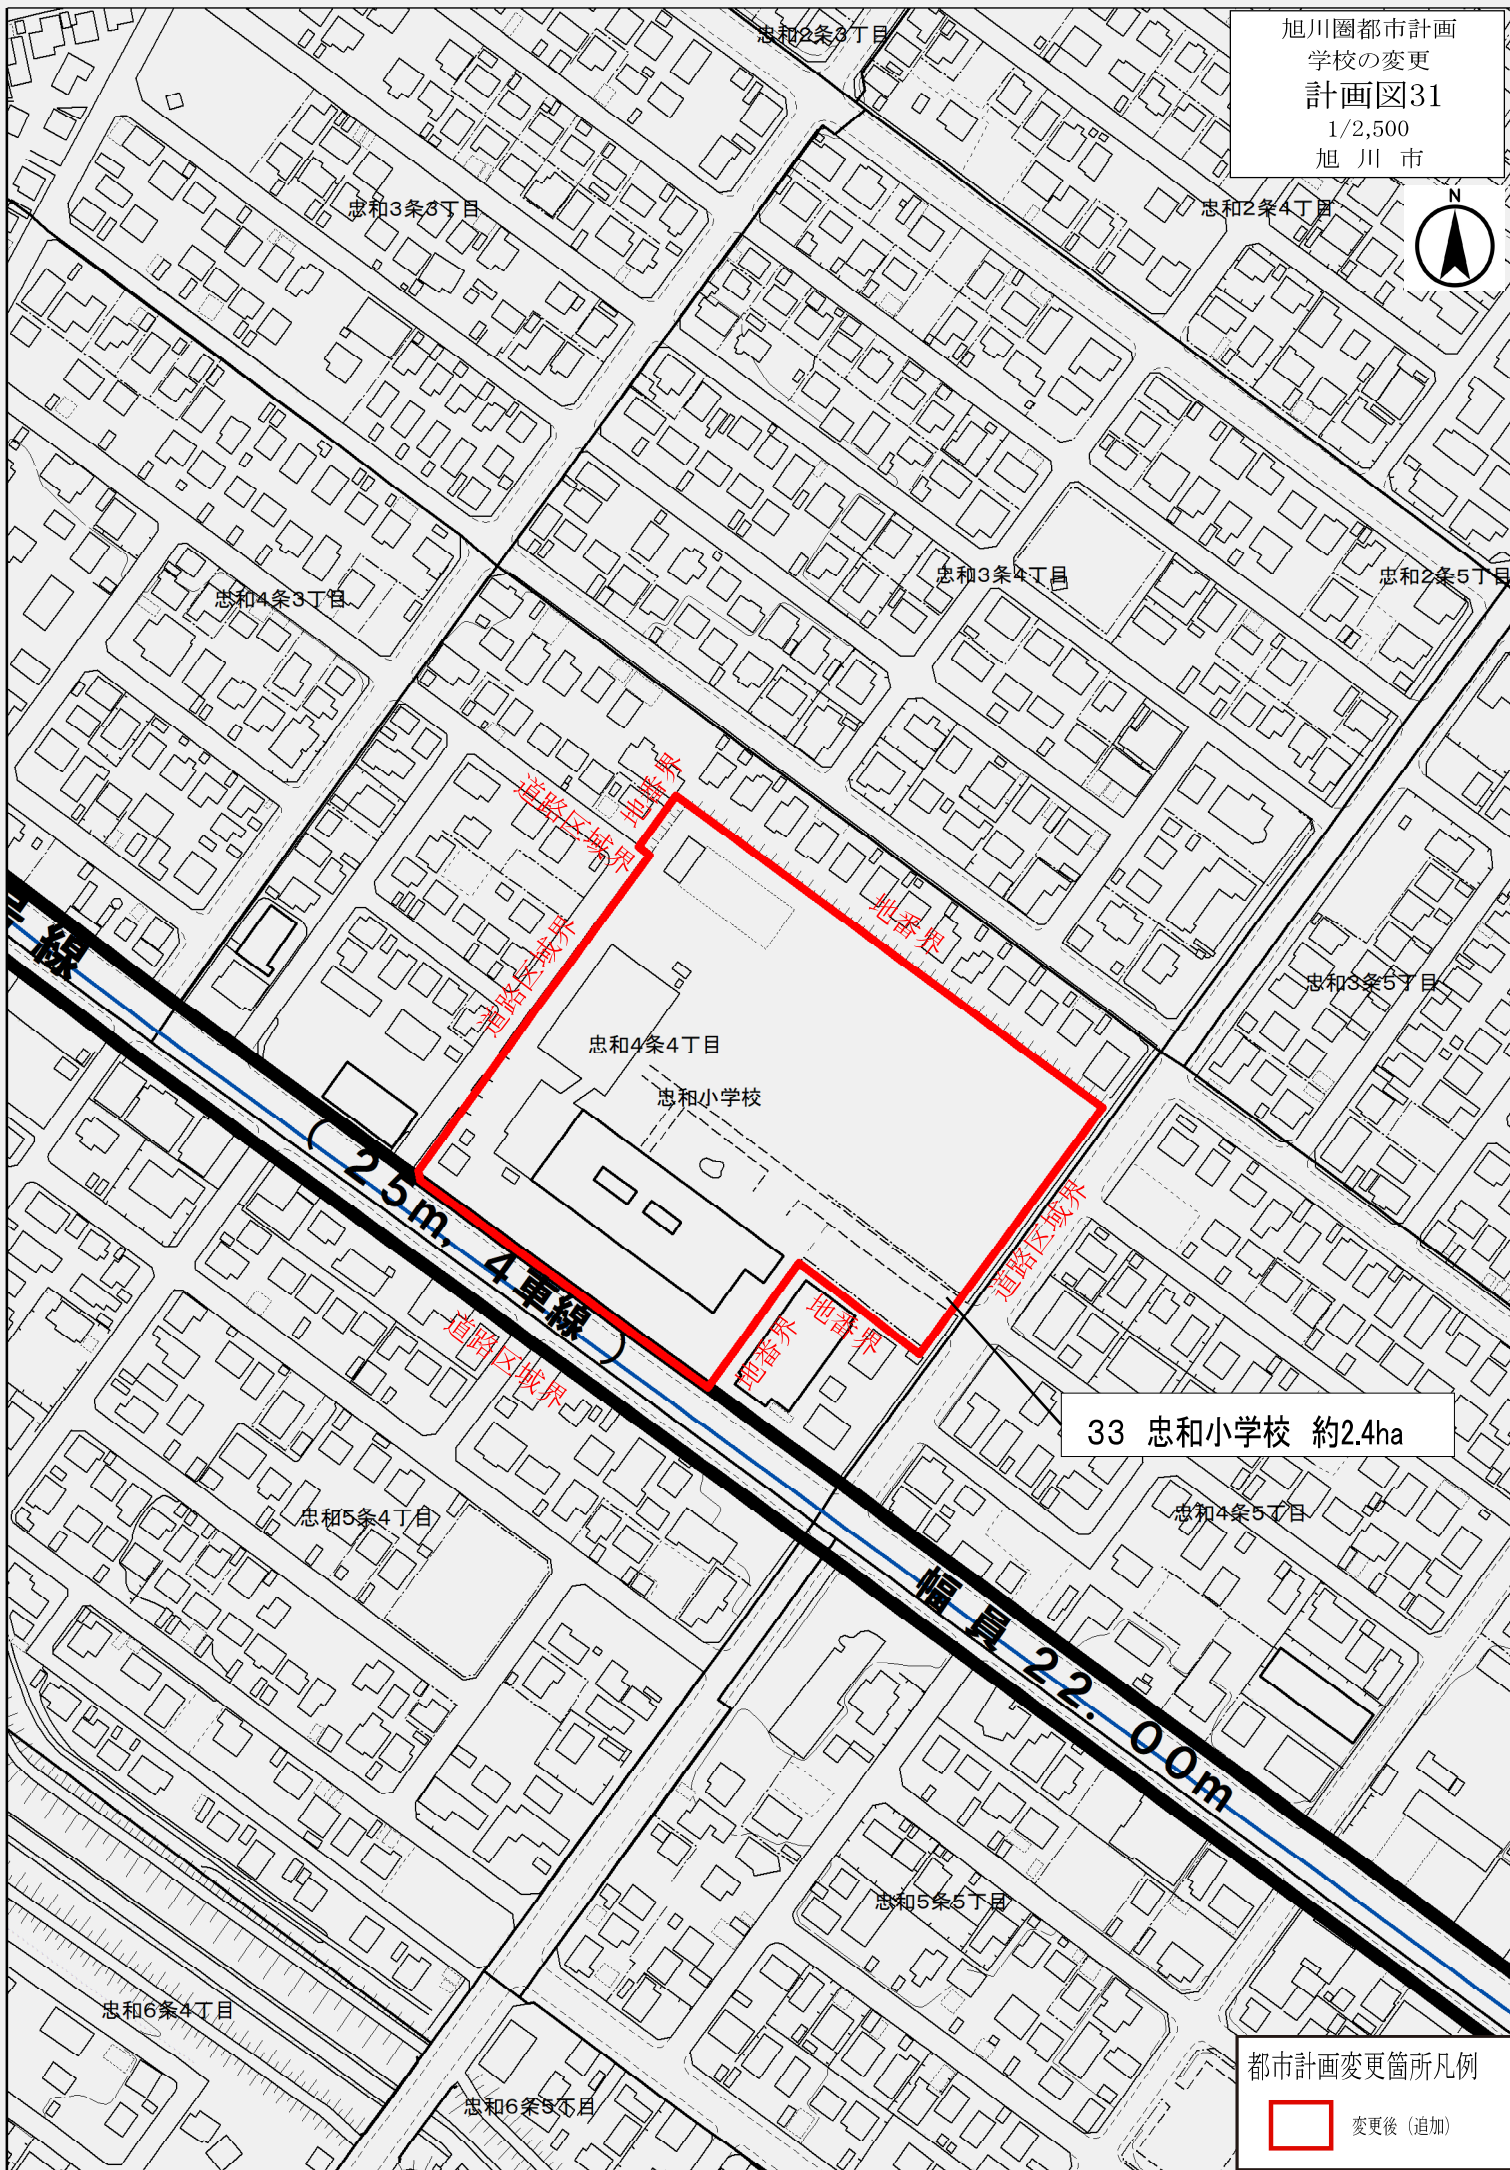 旭川圏都市計画
学校の変更
計画図31
1/2,500
旭川市
N
忠和2条3丁目
忠和3条3丁目
忠和2条4丁目
忠和3条4丁目
忠和2条5丁目
忠和4条3丁目
地番界
道路区域界
地番界
道路区域界
忠和3条5丁目
号線
忠和4条4丁目
忠和小学校
(25m, 4車線)
道路区域界
地番界
地番界
道路区域界
33 忠和小学校 約2.4ha
忠和5条4丁目
忠和4条5丁目
幅員 22.00m
忠和5条5丁目
忠和6条4丁目
忠和6条5丁目
都市計画変更箇所凡例
変更後（追加）